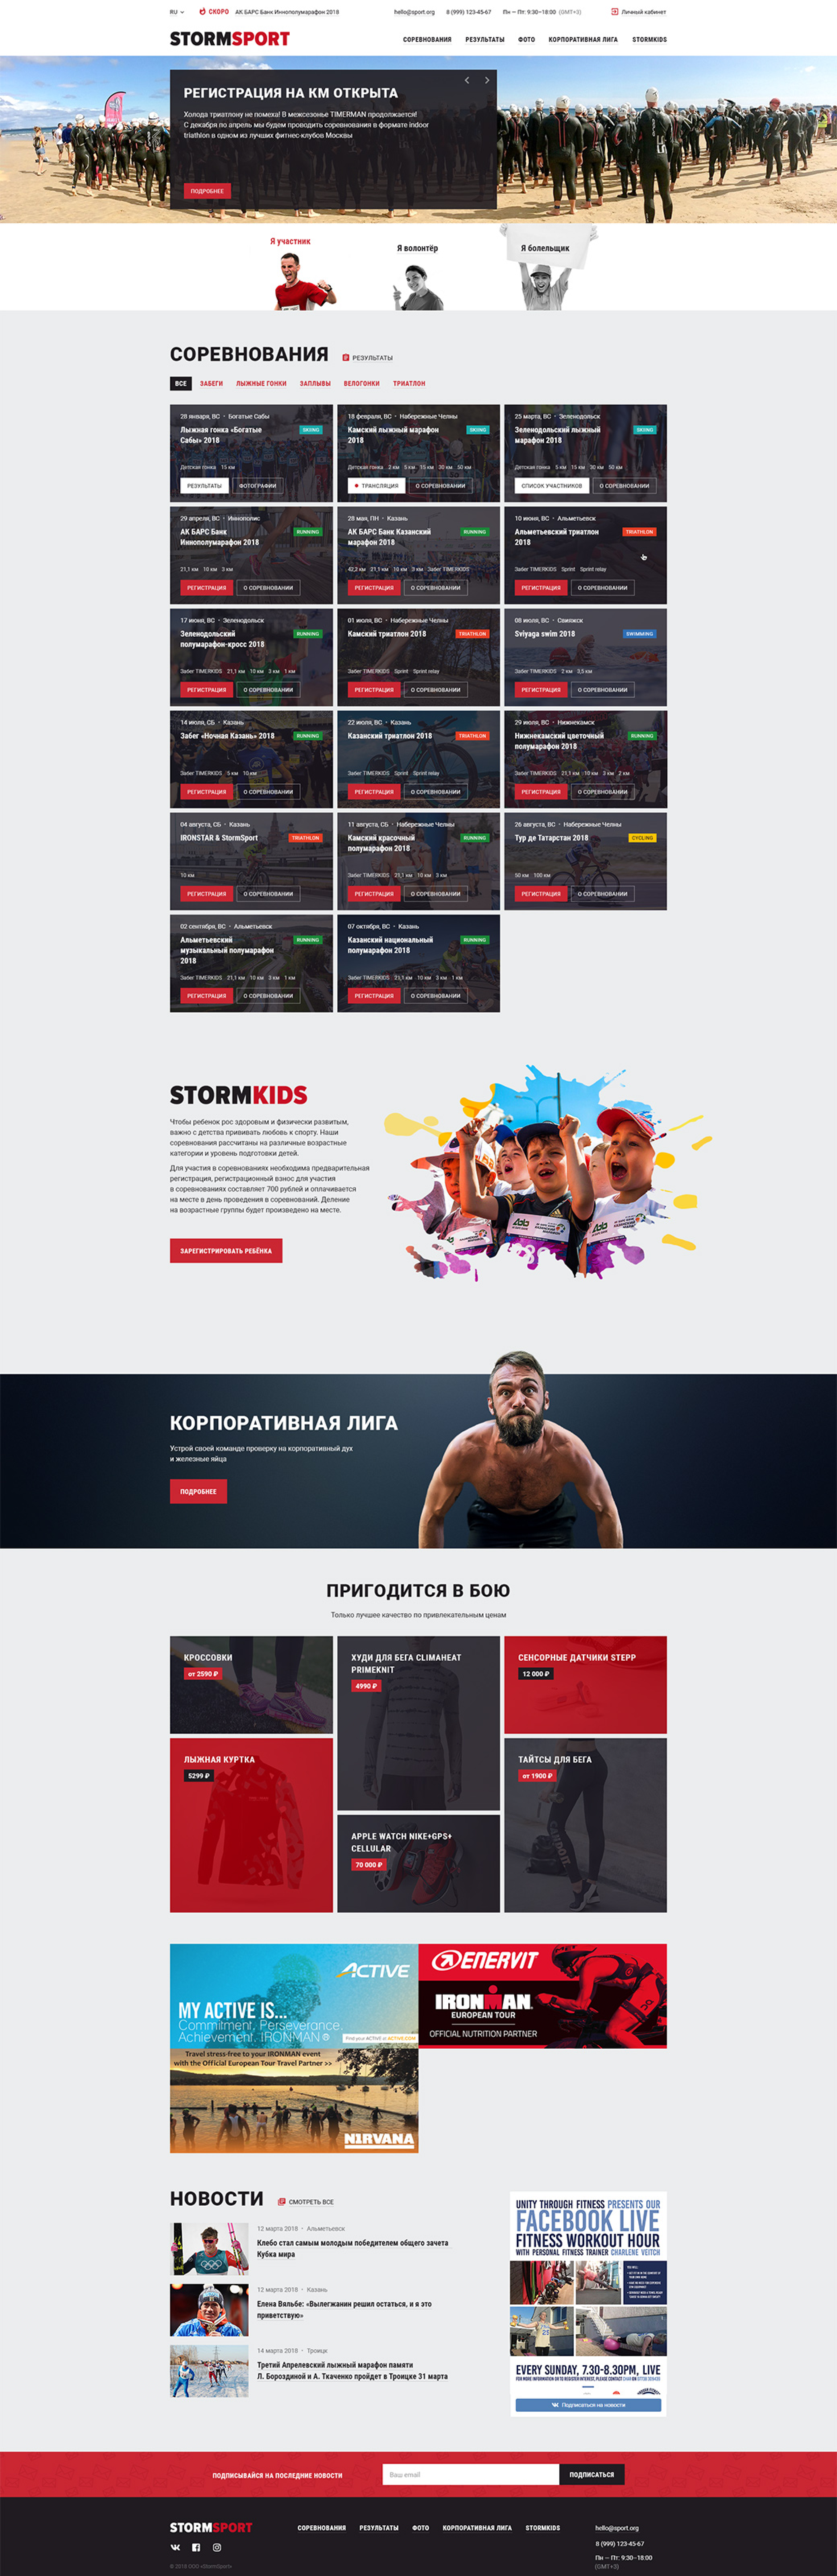 RU
СКОРО АК БАРС Банк Иннополумарафон 2018
hello@sport.org 8 (999) 123-45-67 Пн — Пт: 9:30–18:00 (GMT+3)
Личный кабинет
STORMSPORT
СОРЕВНОВАНИЯ РЕЗУЛЬТАТЫ ФОТО КОРПОРАТИВНАЯ ЛИГА STORMKIDS
РЕГИСТРАЦИЯ НА КМ ОТКРЫТА
Холода триатлону не помеха! В межсезонье TIMERMAN продолжается!
С декабря по апрель мы будем проводить соревнования в формате indoor
triathlon в одном из лучших фитнес-клубов Москвы
ПОДРОБНЕЕ
Я участник
Я волонтёр
Я болельщик
СОРЕВНОВАНИЯ
РЕЗУЛЬТАТЫ
ВСЕ ЗАБЕГИ ЛЫЖНЫЕ ГОНКИ ЗАПЛЫВЫ ВЕЛОГОНКИ ТРИАТЛОН
28 января, ВС • Богатые Сабы
Лыжная гонка «Богатые
Сабы» 2018
SKIING
Детская гонка 15 км
РЕЗУЛЬТАТЫ ФОТОГРАФИИ
18 февраля, ВС • Набережные Челны
Камский лыжный марафон
2018
SKIING
Детская гонка 2 км 5 км 15 км 30 км 50 км
ТРАНСЛЯЦИЯ О СОРЕВНОВАНИИ
25 марта, ВС • Зеленодольск
Зеленодольский лыжный
марафон 2018
SKIING
Детская гонка 5 км 15 км 30 км 50 км
СПИСОК УЧАСТНИКОВ О СОРЕВНОВАНИИ
29 апреля, ВС • Иннополис
АК БАРС Банк
Иннополумарафон 2018
RUNNING
21,1 км 10 км 3 км
РЕГИСТРАЦИЯ О СОРЕВНОВАНИИ
28 мая, ПН • Казань
АК БАРС Банк Казанский
марафон 2018
RUNNING
42,2 км 21,1 км 10 км 3 км Забег TIMERKIDS
РЕГИСТРАЦИЯ О СОРЕВНОВАНИИ
10 июня, ВС • Альметьевск
Альметьевский триатлон
2018
TRIATHLON
Забег TIMERKIDS Sprint Sprint relay
РЕГИСТРАЦИЯ О СОРЕВНОВАНИИ
17 июня, ВС • Зеленодольск
Зеленодольский
полумарафон-кросс 2018
RUNNING
Забег TIMERKIDS 21,1 км 10 км 3 км 1 км
РЕГИСТРАЦИЯ О СОРЕВНОВАНИИ
01 июля, ВС • Набережные Челны
Камский триатлон 2018
TRIATHLON
Забег TIMERKIDS Sprint Sprint relay
РЕГИСТРАЦИЯ О СОРЕВНОВАНИИ
08 июля, ВС • Свияжск
Sviyaga swim 2018
SWIMMING
Забег TIMERKIDS 2 км 3,5 км
РЕГИСТРАЦИЯ О СОРЕВНОВАНИИ
14 июля, СБ • Казань
Забег «Ночная Казань» 2018
RUNNING
Забег TIMERKIDS 5 км 10 км
РЕГИСТРАЦИЯ О СОРЕВНОВАНИИ
22 июля, ВС • Казань
Казанский триатлон 2018
TRIATHLON
Забег TIMERKIDS Sprint Sprint relay
РЕГИСТРАЦИЯ О СОРЕВНОВАНИИ
29 июля, ВС • Нижнекамск
Нижнекамский цветочный
полумарафон 2018
RUNNING
Забег TIMERKIDS 21,1 км 10 км 3 км 2 км
РЕГИСТРАЦИЯ О СОРЕВНОВАНИИ
04 августа, СБ • Казань
IRONSTAR & StormSport
TRIATHLON
10 км
РЕГИСТРАЦИЯ О СОРЕВНОВАНИИ
11 августа, СБ • Набережные Челны
Камский красочный
полумарафон 2018
RUNNING
Забег TIMERKIDS 21,1 км 10 км 3 км
РЕГИСТРАЦИЯ О СОРЕВНОВАНИИ
26 августа, ВС • Набережные Челны
Тур де Татарстан 2018
CYCLING
50 км 100 км
РЕГИСТРАЦИЯ О СОРЕВНОВАНИИ
02 сентября, ВС • Альметьевск
Альметьевский
музыкальный полумарафон
2018
RUNNING
Забег TIMERKIDS 21,1 км 10 км 3 км 1 км
РЕГИСТРАЦИЯ О СОРЕВНОВАНИИ
07 октября, ВС • Казань
Казанский национальный
полумарафон 2018
RUNNING
Забег TIMERKIDS 21,1 км 10 км 3 км 1 км
РЕГИСТРАЦИЯ О СОРЕВНОВАНИИ
STORMKIDS
Чтобы ребенок рос здоровым и физически развитым,
важно с детства прививать любовь к спорту. Наши
соревнования рассчитаны на различные возрастные
категории и уровень подготовки детей.
Для участия в соревнованиях необходима предварительная
регистрация, регистрационный взнос для участия
в соревнованиях составляет 700 рублей и оплачивается
на месте в день проведения в соревнований. Деление
на возрастные группы будет произведено на месте.
ЗАРЕГИСТРИРОВАТЬ РЕБЁНКА
КОРПОРАТИВНАЯ ЛИГА
Устрой своей команде проверку на корпоративный дух
и железные яйца
ПОДРОБНЕЕ
ПРИГОДИТСЯ В БОЮ
Только лучшее качество по привлекательным ценам
КРОССОВКИ
от 2590 ₽
ХУДИ ДЛЯ БЕГА CLIMAHEAT
PRIMEKNIT
4990 ₽
СЕНСОРНЫЕ ДАТЧИКИ STEPP
12 000 ₽
ЛЫЖНАЯ КУРТКА
5299 ₽
ТАЙТСЫ ДЛЯ БЕГА
от 1900 ₽
APPLE WATCH NIKE+GPS+
CELLULAR
70 000 ₽
ACTIVE
MY ACTIVE IS...
Commitment. Perseverance.
Achievement. IRONMAN ®
Find your ACTIVE at ACTIVE.COM
ENERVIT
IRONMAN
EUROPEAN TOUR
OFFICIAL NUTRITION PARTNER
Travel stress-free to your IRONMAN event
with the Official European Tour Travel Partner >>
N1RVANA
НОВОСТИ
СМОТРЕТЬ ВСЕ
12 марта 2018 • Альметьевск
Клебо стал самым молодым победителем общего зачета
Кубка мира
12 марта 2018 • Казань
Елена Вяльбе: «Вылегжанин решил остаться, и я это
приветствую»
14 марта 2018 • Троицк
Третий Апрелевский лыжный марафон памяти
Л. Бороздиной и А. Ткаченко пройдет в Троицке 31 марта
UNITY THROUGH FITNESS PRESENTS OUR
FACEBOOK LIVE
FITNESS WORKOUT HOUR
WITH PERSONAL FITNESS TRAINER CHARLENE VEITCH
EVERY SUNDAY, 7.30-8.30PM, LIVE
Подписаться на новости
ПОДПИСЫВАЙСЯ НА ПОСЛЕДНИЕ НОВОСТИ
Ваш email
ПОДПИСАТЬСЯ
STORMSPORT
СОРЕВНОВАНИЯ РЕЗУЛЬТАТЫ ФОТО КОРПОРАТИВНАЯ ЛИГА STORMKIDS
hello@sport.org
8 (999) 123-45-67
Пн — Пт: 9:30–18:00
(GMT+3)
© 2018 ООО «StormSport»